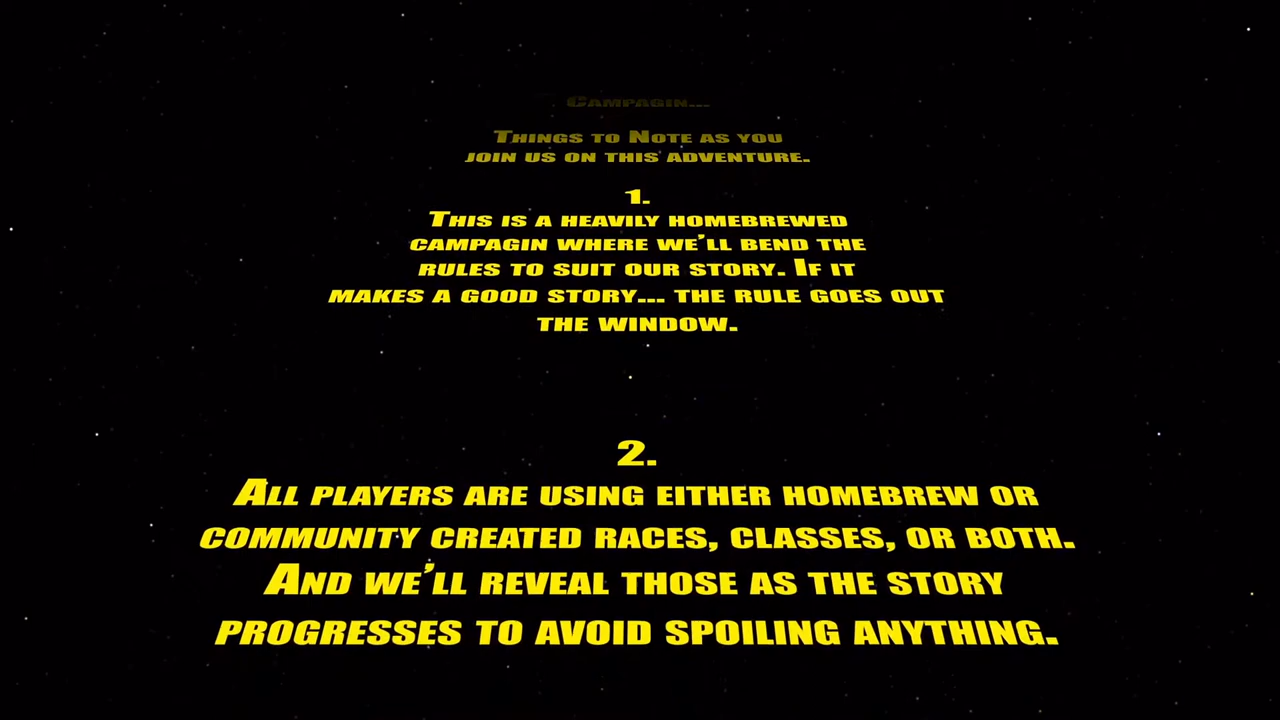 Campagin...
Things to Note as you
join us on this adventure.
1.
This is a heavily homebrewed
campagin where we'll bend the
rules to suit our story. If it
makes a good story... the rule goes out
the window.
2.
All players are using either homebrew or
community created races, classes, or both.
And we'll reveal those as the story
progresses to avoid spoiling anything.